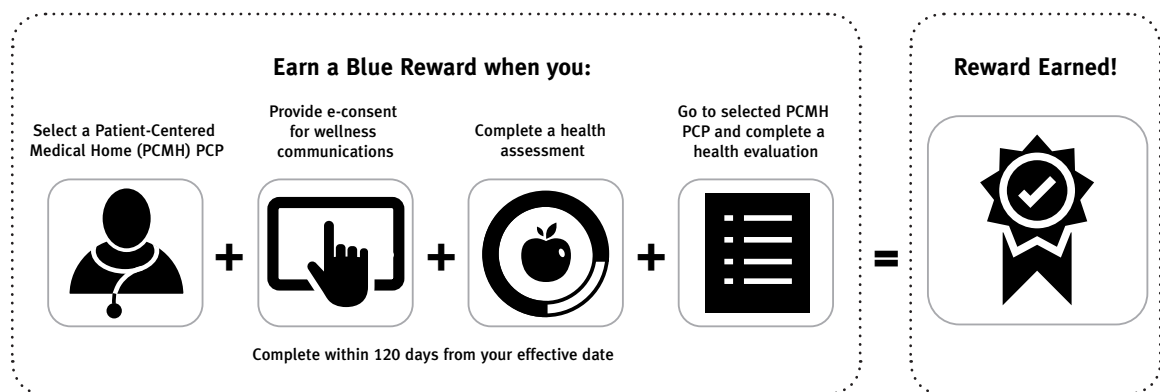 Earn a Blue Reward when you:
Select a Patient-Centered
Medical Home (PCMH) PCP
Provide e-consent
for wellness
communications
Complete a health
assessment
Go to selected PCMH
PCP and complete a
health evaluation
+
+
+
Complete within 120 days from your effective date
=
Reward Earned!